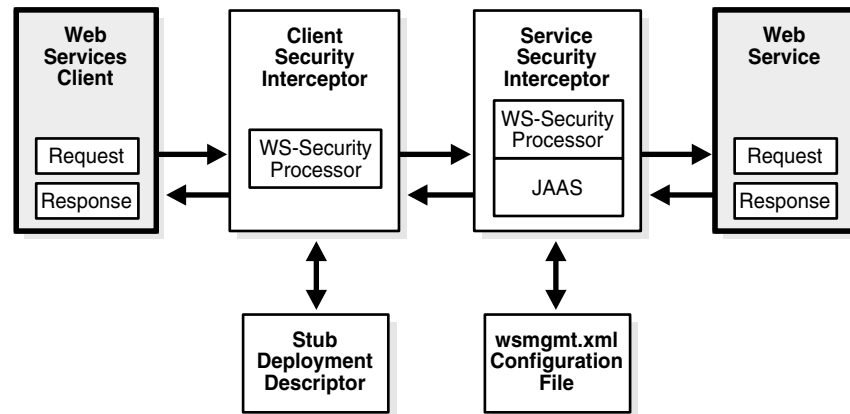 Web
Services
Client
Request
Response
Client
Security
Interceptor
WS-Security
Processor
Service
Security
Interceptor
WS-Security
Processor
JAAS
Web
Service
Request
Response
Stub
Deployment
Descriptor
wsmgmt.xml
Configuration
File